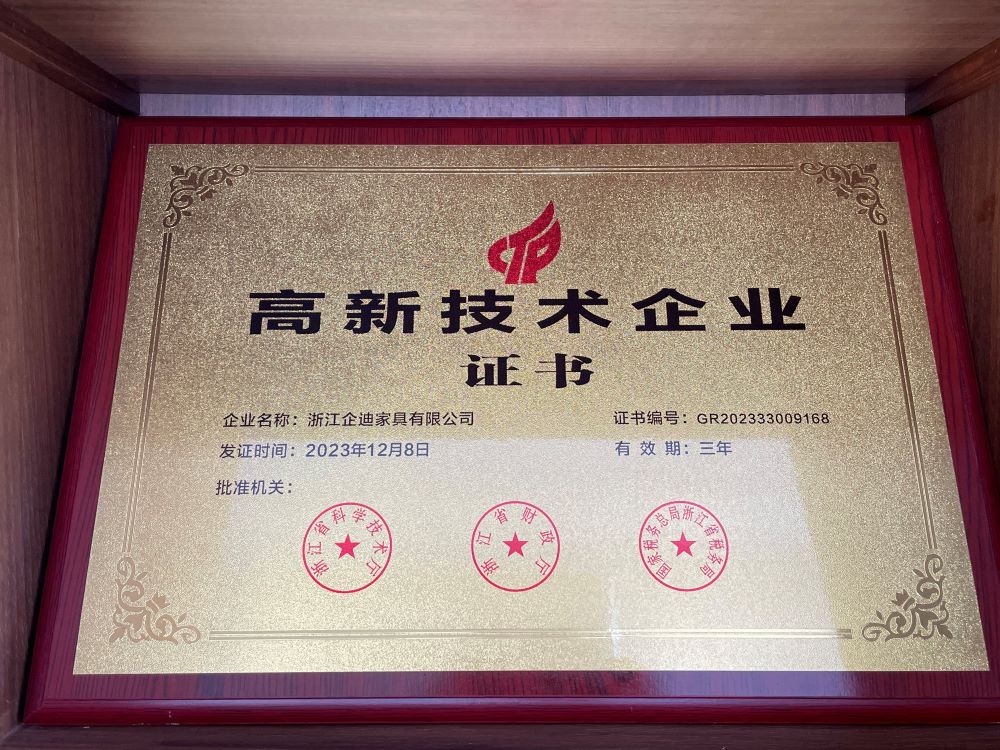 CTP
高新技术企业
证书
企业名称：浙江企迪家具有限公司
证书编号：GR202333009168
发证时间：2023年12月8日
有 效 期：三年
批准机关：
浙江省科学技术厅
浙江省财政厅
国家税务总局浙江省税务局